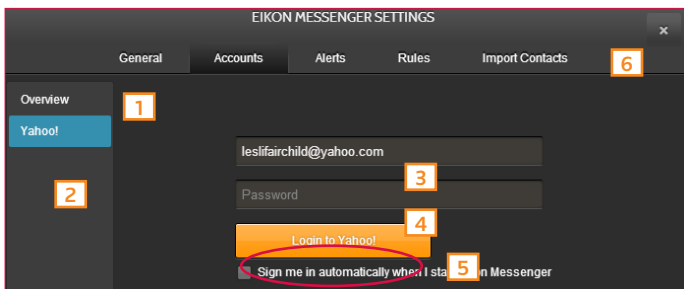 EIKON MESSENGER SETTINGS
×
General Accounts Alerts Rules Import Contacts
6
Overview
1
Yahoo!
leslifairchild@yahoo.com
2
3
Password
4
Login to Yahoo!
Sign me in automatically when I sta 5 on Messenger